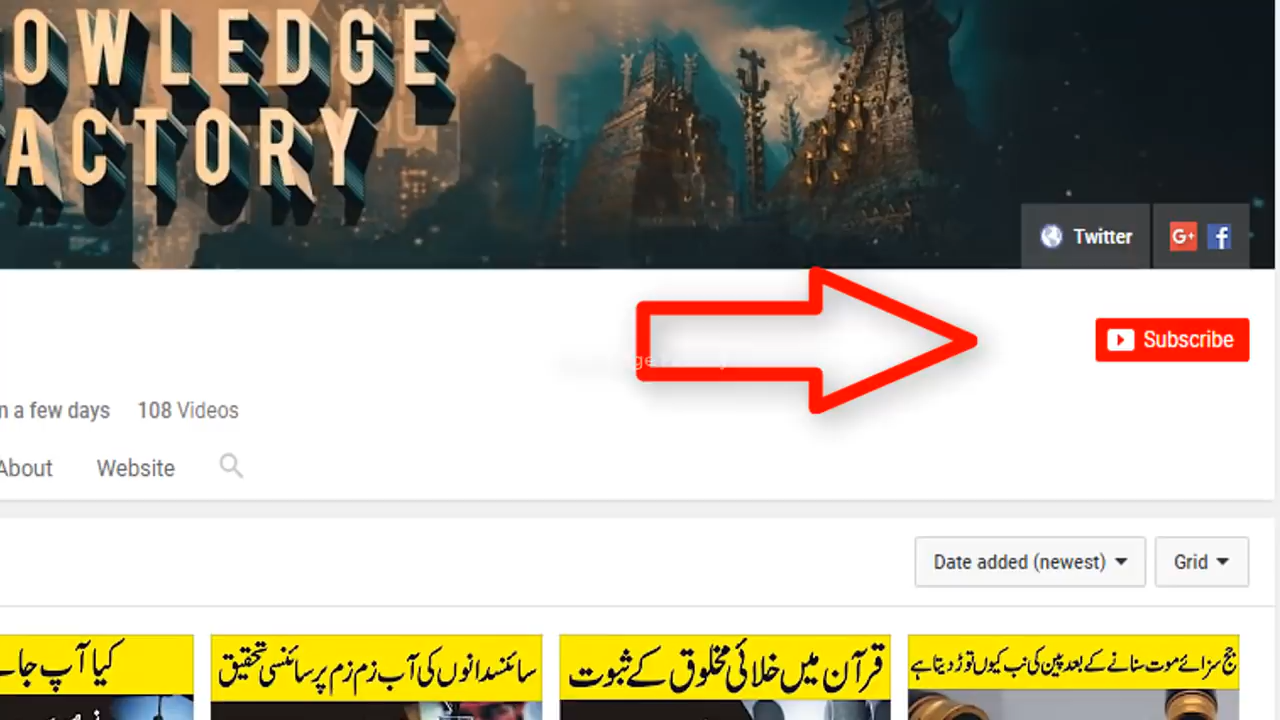 OWLEDGE
ACTORY
Twitter
G+ f
Subscribe
n a few days 108 Videos
About Website
Date added (newest) Grid
کیا آپ جا
سائنسدانوں کی آب زم زم پر سائنسی تحقیق
قرآن میں خلائی مخلوق کے ثبوت
جج سزائے موت سنانے کے بعد پین کی نب کیوں توڑ دیتا ہے